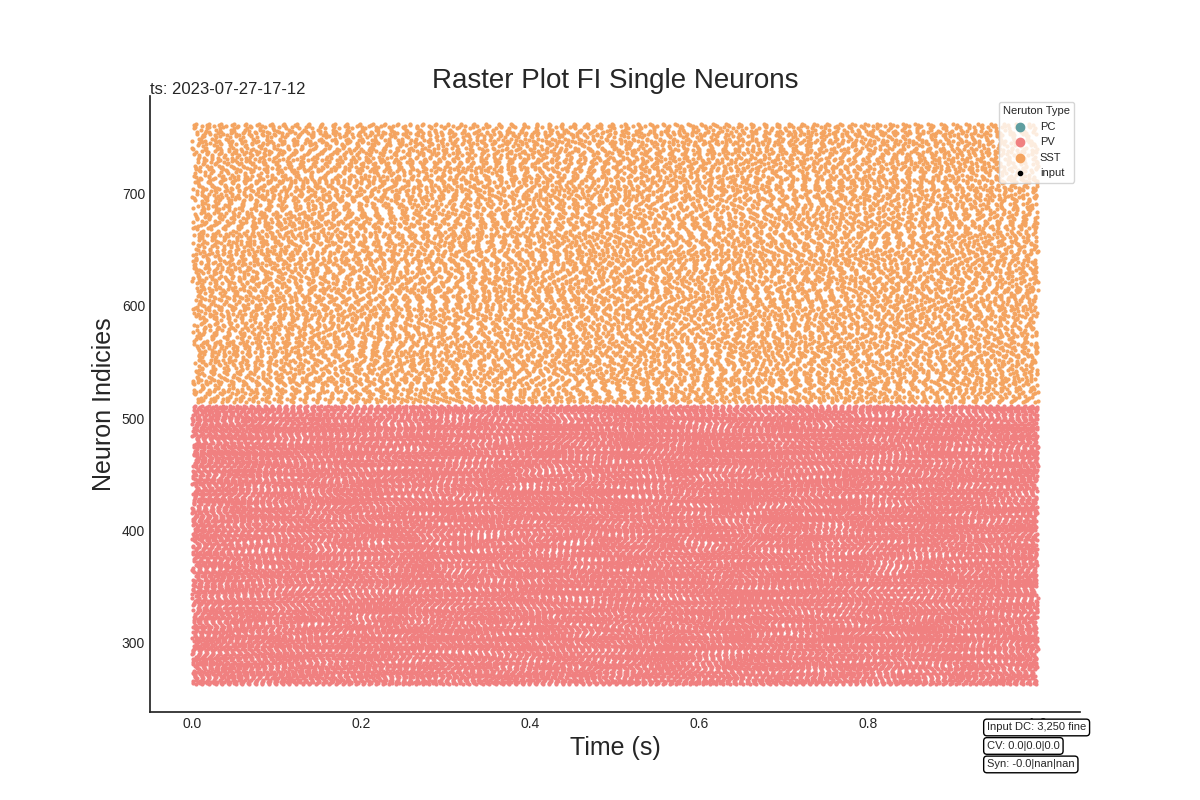 Raster Plot FI Single Neurons
ts: 2023-07-27-17-12
Neruton Type
PC
PV
SST
input
Neuron Indicies
700
600
500
400
300
0.0 0.2 0.4 0.6 0.8
Time (s)
Input DC: 3,250 fine
CV: 0.0|0.0|0.0
Syn: -0.0|nan|nan